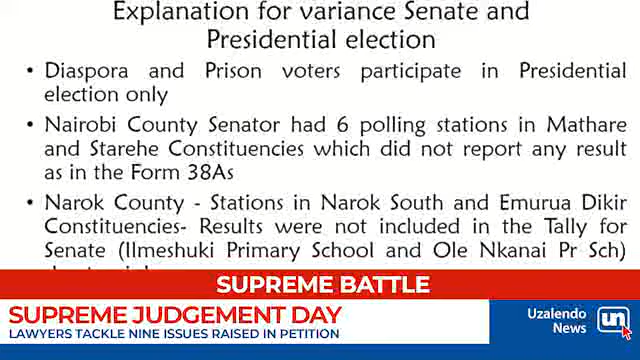 Explanation for variance Senate and
Presidential election
• Diaspora and Prison voters participate in Presidential
election only
• Nairobi County Senator had 6 polling stations in Mathare
and Starehe Constituencies which did not report any result
as in the Form 38As
• Narok County - Stations in Narok South and Emurua Dikir
Constituencies- Results were not included in the Tally for
Senate (Ilmeshuki Primary School and Ole Nkanai Pr Sch)
SUPREME BATTLE
SUPREME JUDGEMENT DAY
LAWYERS TACKLE NINE ISSUES RAISED IN PETITION
Uzalendo
News
un